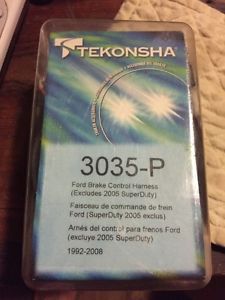 TEKONSHA
3035-P
Ford Brake Control Harness
(Excludes 2005 SuperDuty)
Faisceau de commande de frein
Ford (SuperDuty 2005 exclus)
Arnés del control para frenos Ford
(excluye 2005 SuperDuty)
1992-2008